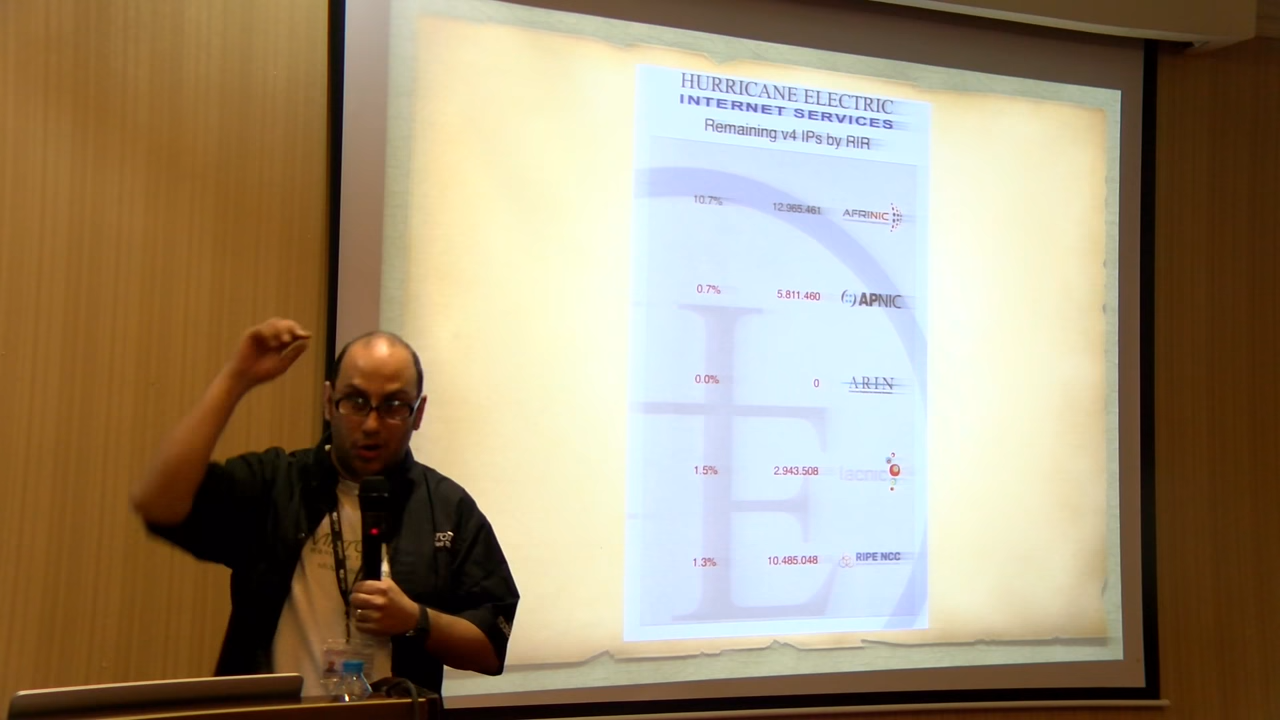 HURRICANE ELECTRIC
INTERNET SERVICES
Remaining v4 IPs by RIR
10.7% 12.965.461 AFRINIC
0.7% 5.811.460 APNIC
0.0% 0 ARIN
1.5% 2.943.508 lacnic
1.3% 10.485.048 RIPE NCC